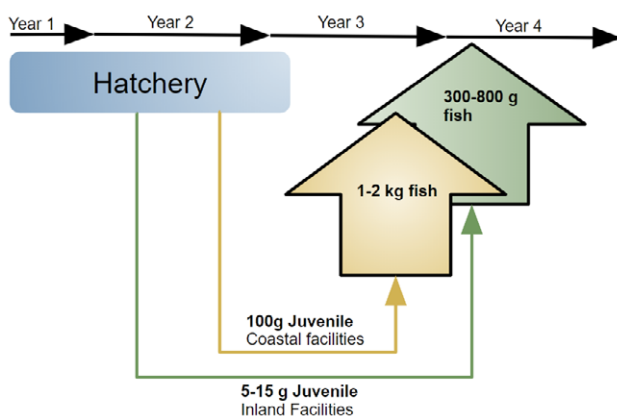 Year 1
Year 2
Year 3
Year 4
Hatchery
300-800 g
fish
1-2 kg fish
100g Juvenile
Coastal facilities
5-15 g Juvenile
Inland Facilities